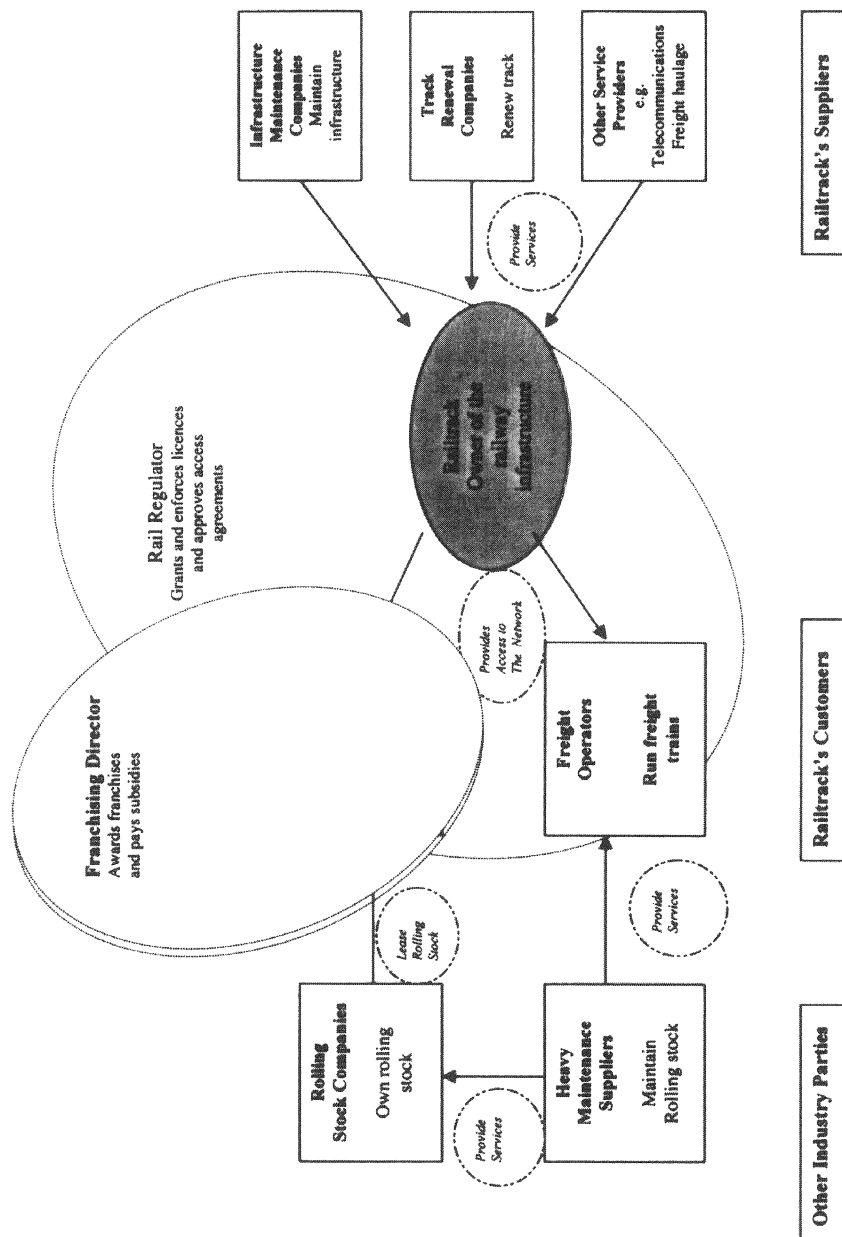 Franchising Director
Awards franchises
and pays subsidies
Rail Regulator
Grants and enforces licences
and approves access
agreements
Infrastructure
Maintenance
Companies
Maintain
infrastructure
Rolling
Stock Companies
Own rolling
stock
Lease
Rolling
Stock
Provides
Access to
The Network
Railtrack
Owner of the
railway
infrastructure
Track
Renewal
Companies
Renew track
Provide
Services
Provide
Services
Heavy
Maintenance
Suppliers
Maintain
Rolling stock
Provide
Services
Freight
Operators
Run freight
trains
Other Service
Providers
e.g.
Telecommunications
Freight haulage
Other Industry Parties
Railtrack's Customers
Railtrack's Suppliers